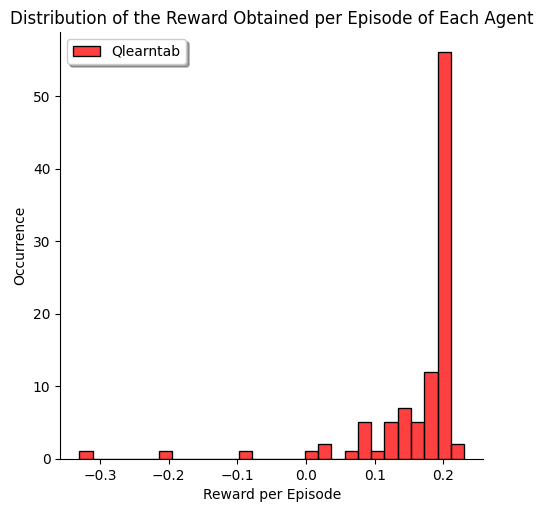 Distribution of the Reward Obtained per Episode of Each Agent
Qlearntab
50
40
30
20
10
0
Occurrence
−0.3 −0.2 −0.1 0.0 0.1 0.2
Reward per Episode